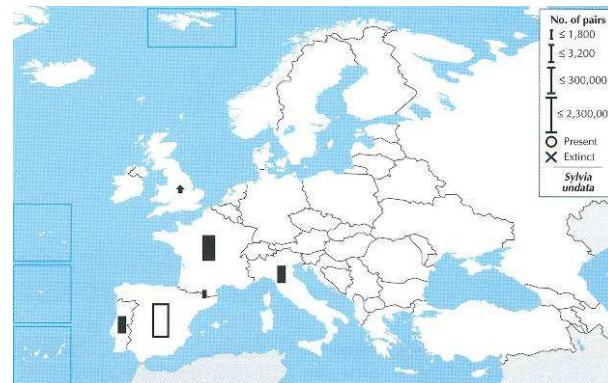 No. of pairs
≤ 1,800
≤ 3,200
≤ 300,000
≤ 2,300,00
Present
Extinct
Sylvia
undata